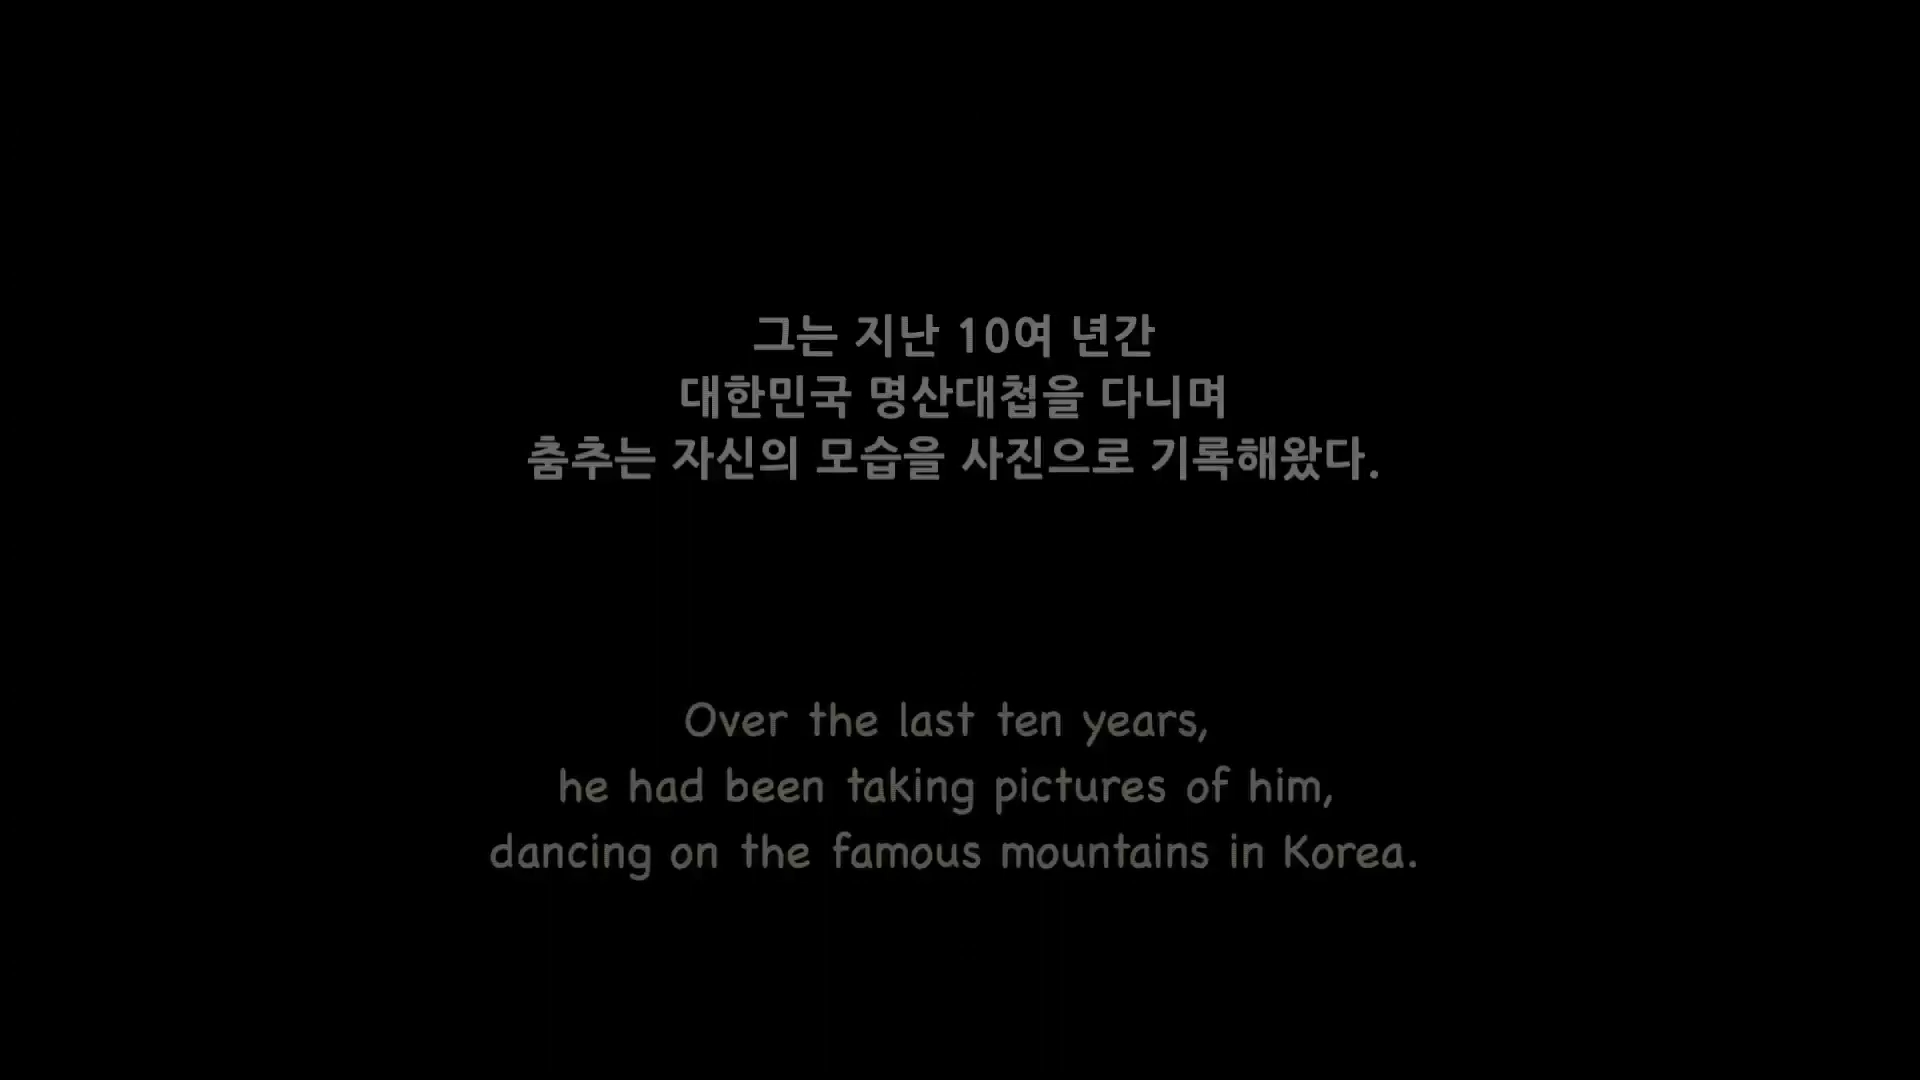 그는 지난 10여 년간
대한민국 명산대첩을 다니며
춤추는 자신의 모습을 사진으로 기록해왔다.
Over the last ten years,
he had been taking pictures of him,
dancing on the famous mountains in Korea.